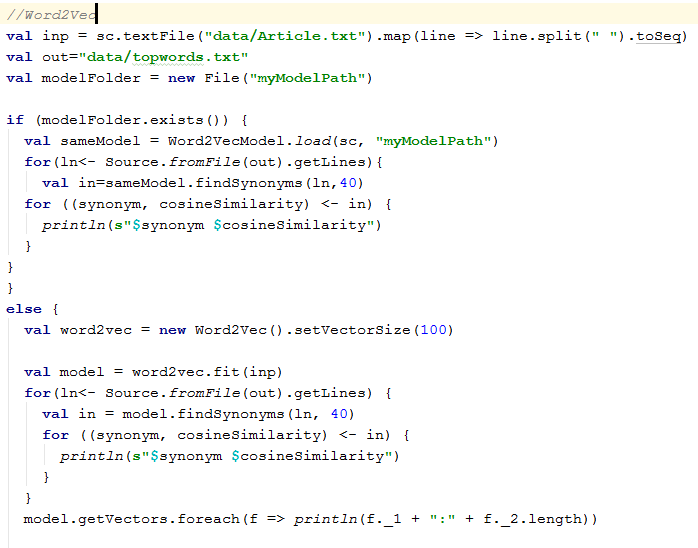 //Word2Vec
val inp = sc.textFile("data/Article.txt").map(line => line.split(" ").toSeq)
val out="data/topwords.txt"
val modelFolder = new File("myModelPath")
if (modelFolder.exists()) {
val sameModel = Word2VecModel.load(sc, "myModelPath")
for(ln<- Source.fromFile(out).getLines){
val in=sameModel.findSynonyms(ln,40)
for ((synonym, cosineSimilarity) <- in) {
println(s"$synonym $cosineSimilarity")
}
}
}
else {
val word2vec = new Word2Vec().setVectorSize(100)
val model = word2vec.fit(inp)
for(ln<- Source.fromFile(out).getLines) {
val in = model.findSynonyms(ln, 40)
for ((synonym, cosineSimilarity) <- in) {
println(s"$synonym $cosineSimilarity")
}
}
model.getVectors.foreach(f => println(f._1 + ":" + f._2.length))